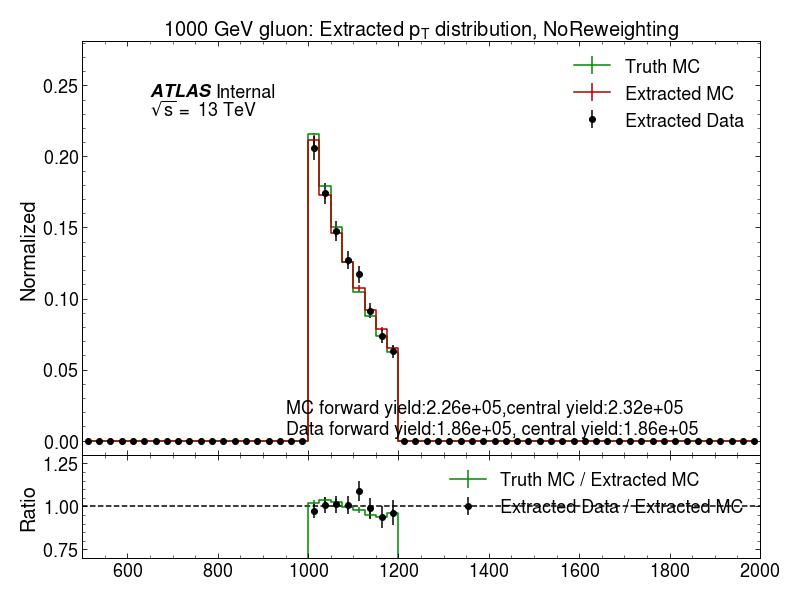 1000 GeV gluon: Extracted pT distribution, NoReweighting
ATLAS Internal
√s = 13 TeV
Truth MC
Extracted MC
Extracted Data
Normalized
0.25
0.20
0.15
0.10
0.05
0.00
MC forward yield:2.26e+05,central yield:2.32e+05
Data forward yield:1.86e+05, central yield:1.86e+05
Ratio
1.25
1.00
0.75
Truth MC / Extracted MC
Extracted Data / Extracted MC
600 800 1000 1200 1400 1600 1800 2000